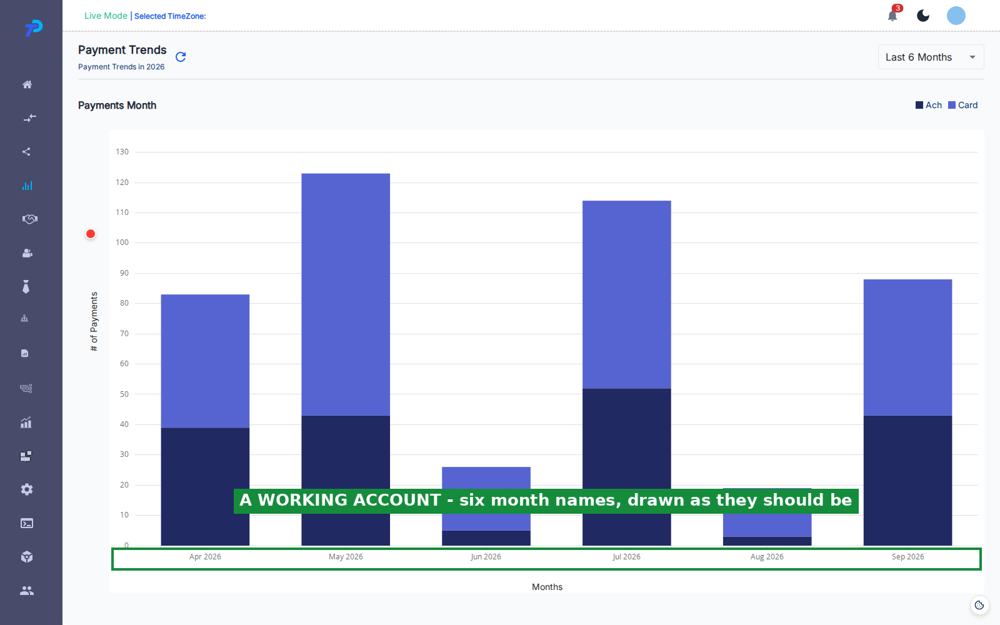 Live Mode | Selected TimeZone:
3
Payment Trends
Payment Trends in 2026
Last 6 Months
Payments Month
Ach
Card
130
120
110
100
90
80
70
60
50
40
30
20
10
0
# of Payments
A WORKING ACCOUNT - six month names, drawn as they should be
Apr 2026
May 2026
Jun 2026
Jul 2026
Aug 2026
Sep 2026
Months